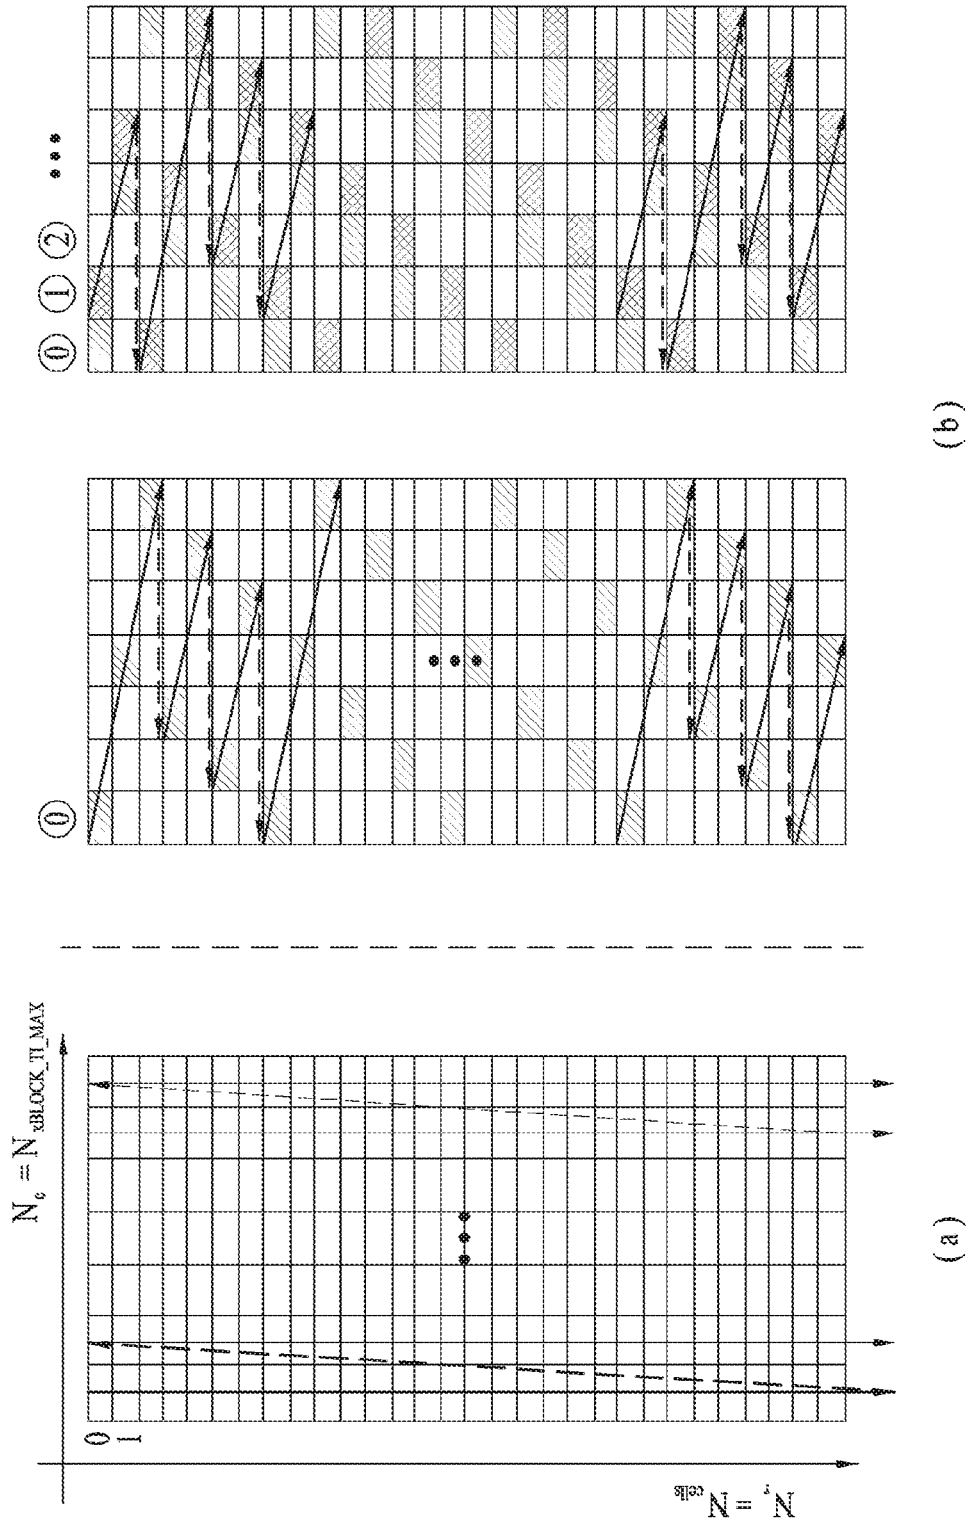 N_c = N_xBLOCK_TI_MAX
0
1
N_r = N_cells
(a)
0
0 1 2
(b)